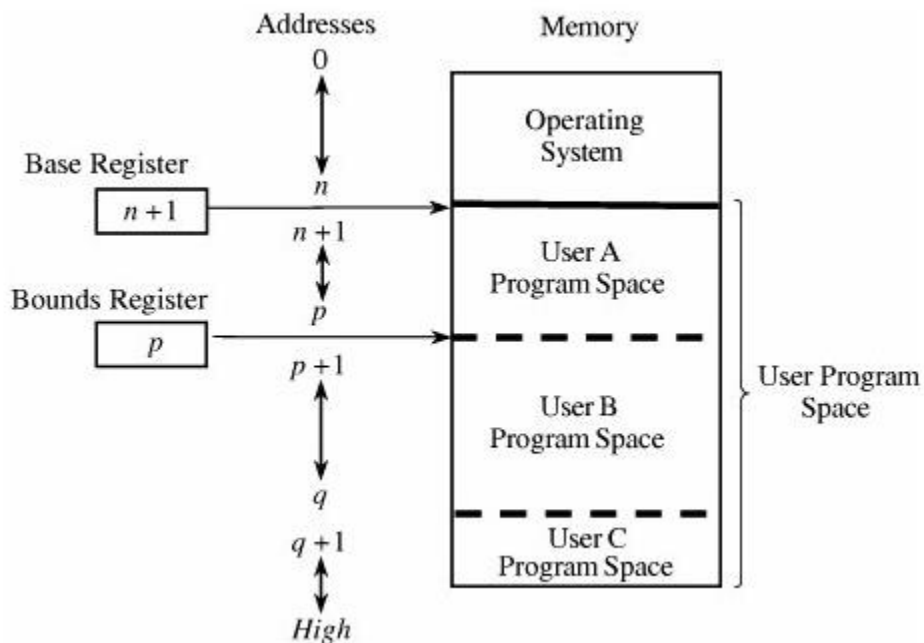 Addresses
Memory
0
Operating
System
Base Register
n
n + 1
n + 1
User A
Program Space
Bounds Register
p
p
p + 1
User Program
Space
User B
Program Space
q
q + 1
User C
Program Space
High